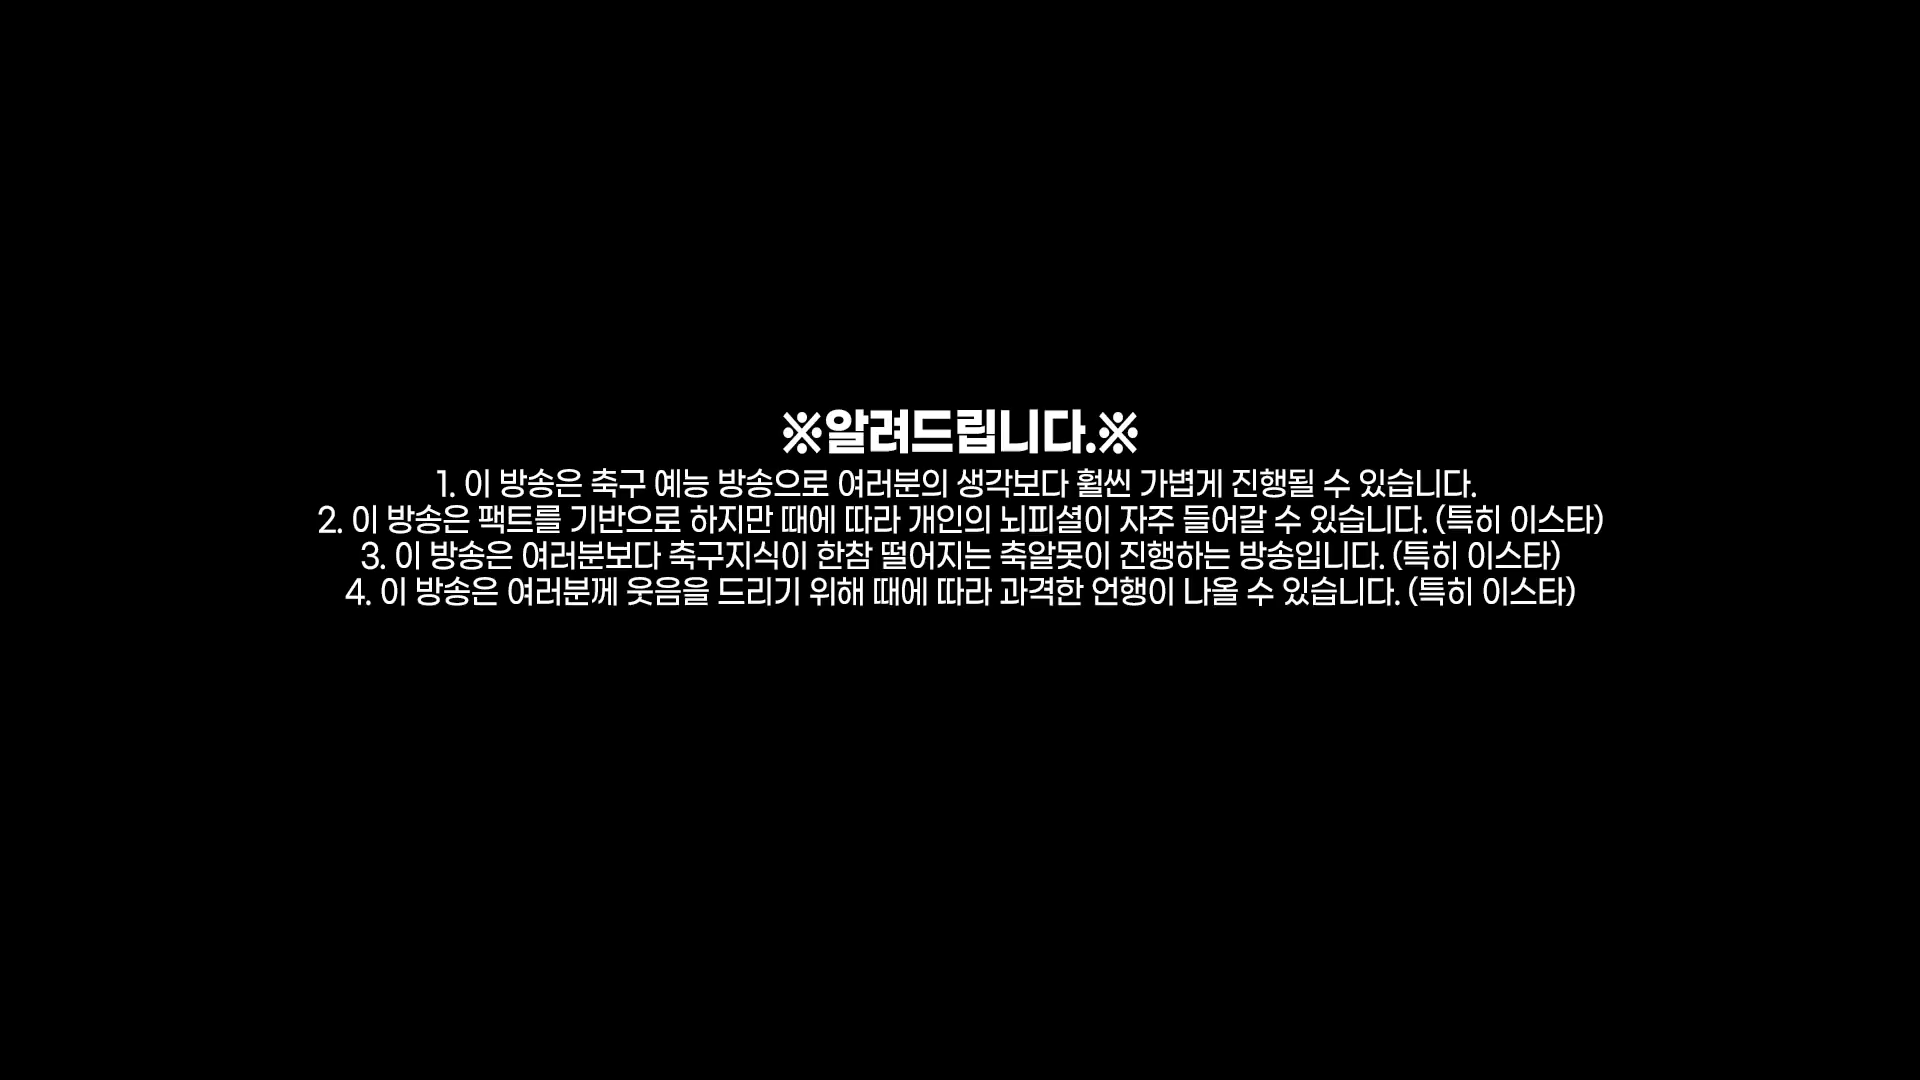 ※알려드립니다.※
1. 이 방송은 축구 예능 방송으로 여러분의 생각보다 훨씬 가볍게 진행될 수 있습니다.
2. 이 방송은 팩트를 기반으로 하지만 때에 따라 개인의 뇌피셜이 자주 들어갈 수 있습니다. (특히 이스타)
3. 이 방송은 여러분보다 축구지식이 한참 떨어지는 축알못이 진행하는 방송입니다. (특히 이스타)
4. 이 방송은 여러분께 웃음을 드리기 위해 때에 따라 과격한 언행이 나올 수 있습니다. (특히 이스타)